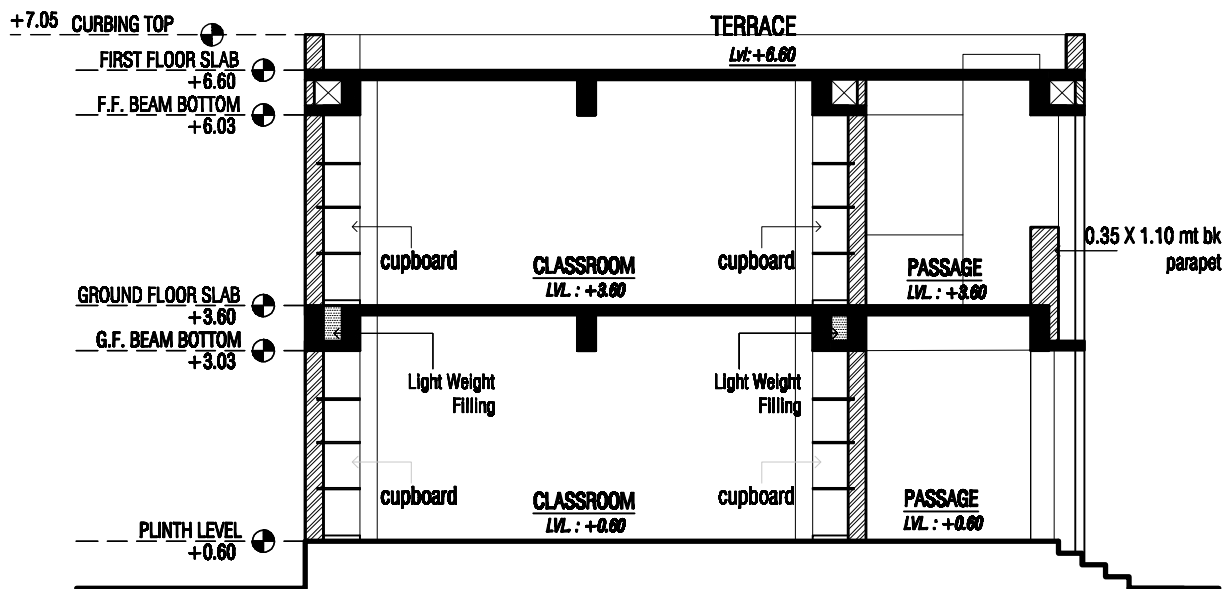 +7.05 CURBING TOP
TERRACE
Lvl:+6.60
FIRST FLOOR SLAB
+6.60
F.F. BEAM BOTTOM
+6.03
cupboard
CLASSROOM
LVL. : +3.60
cupboard
PASSAGE
LVL. : +3.60
0.35 X 1.10 mt bk
parapet
GROUND FLOOR SLAB
+3.60
G.F. BEAM BOTTOM
+3.03
Light Weight
Filling
Light Weight
Filling
cupboard
CLASSROOM
LVL. : +0.60
cupboard
PASSAGE
LVL. : +0.60
PLINTH LEVEL
+0.60